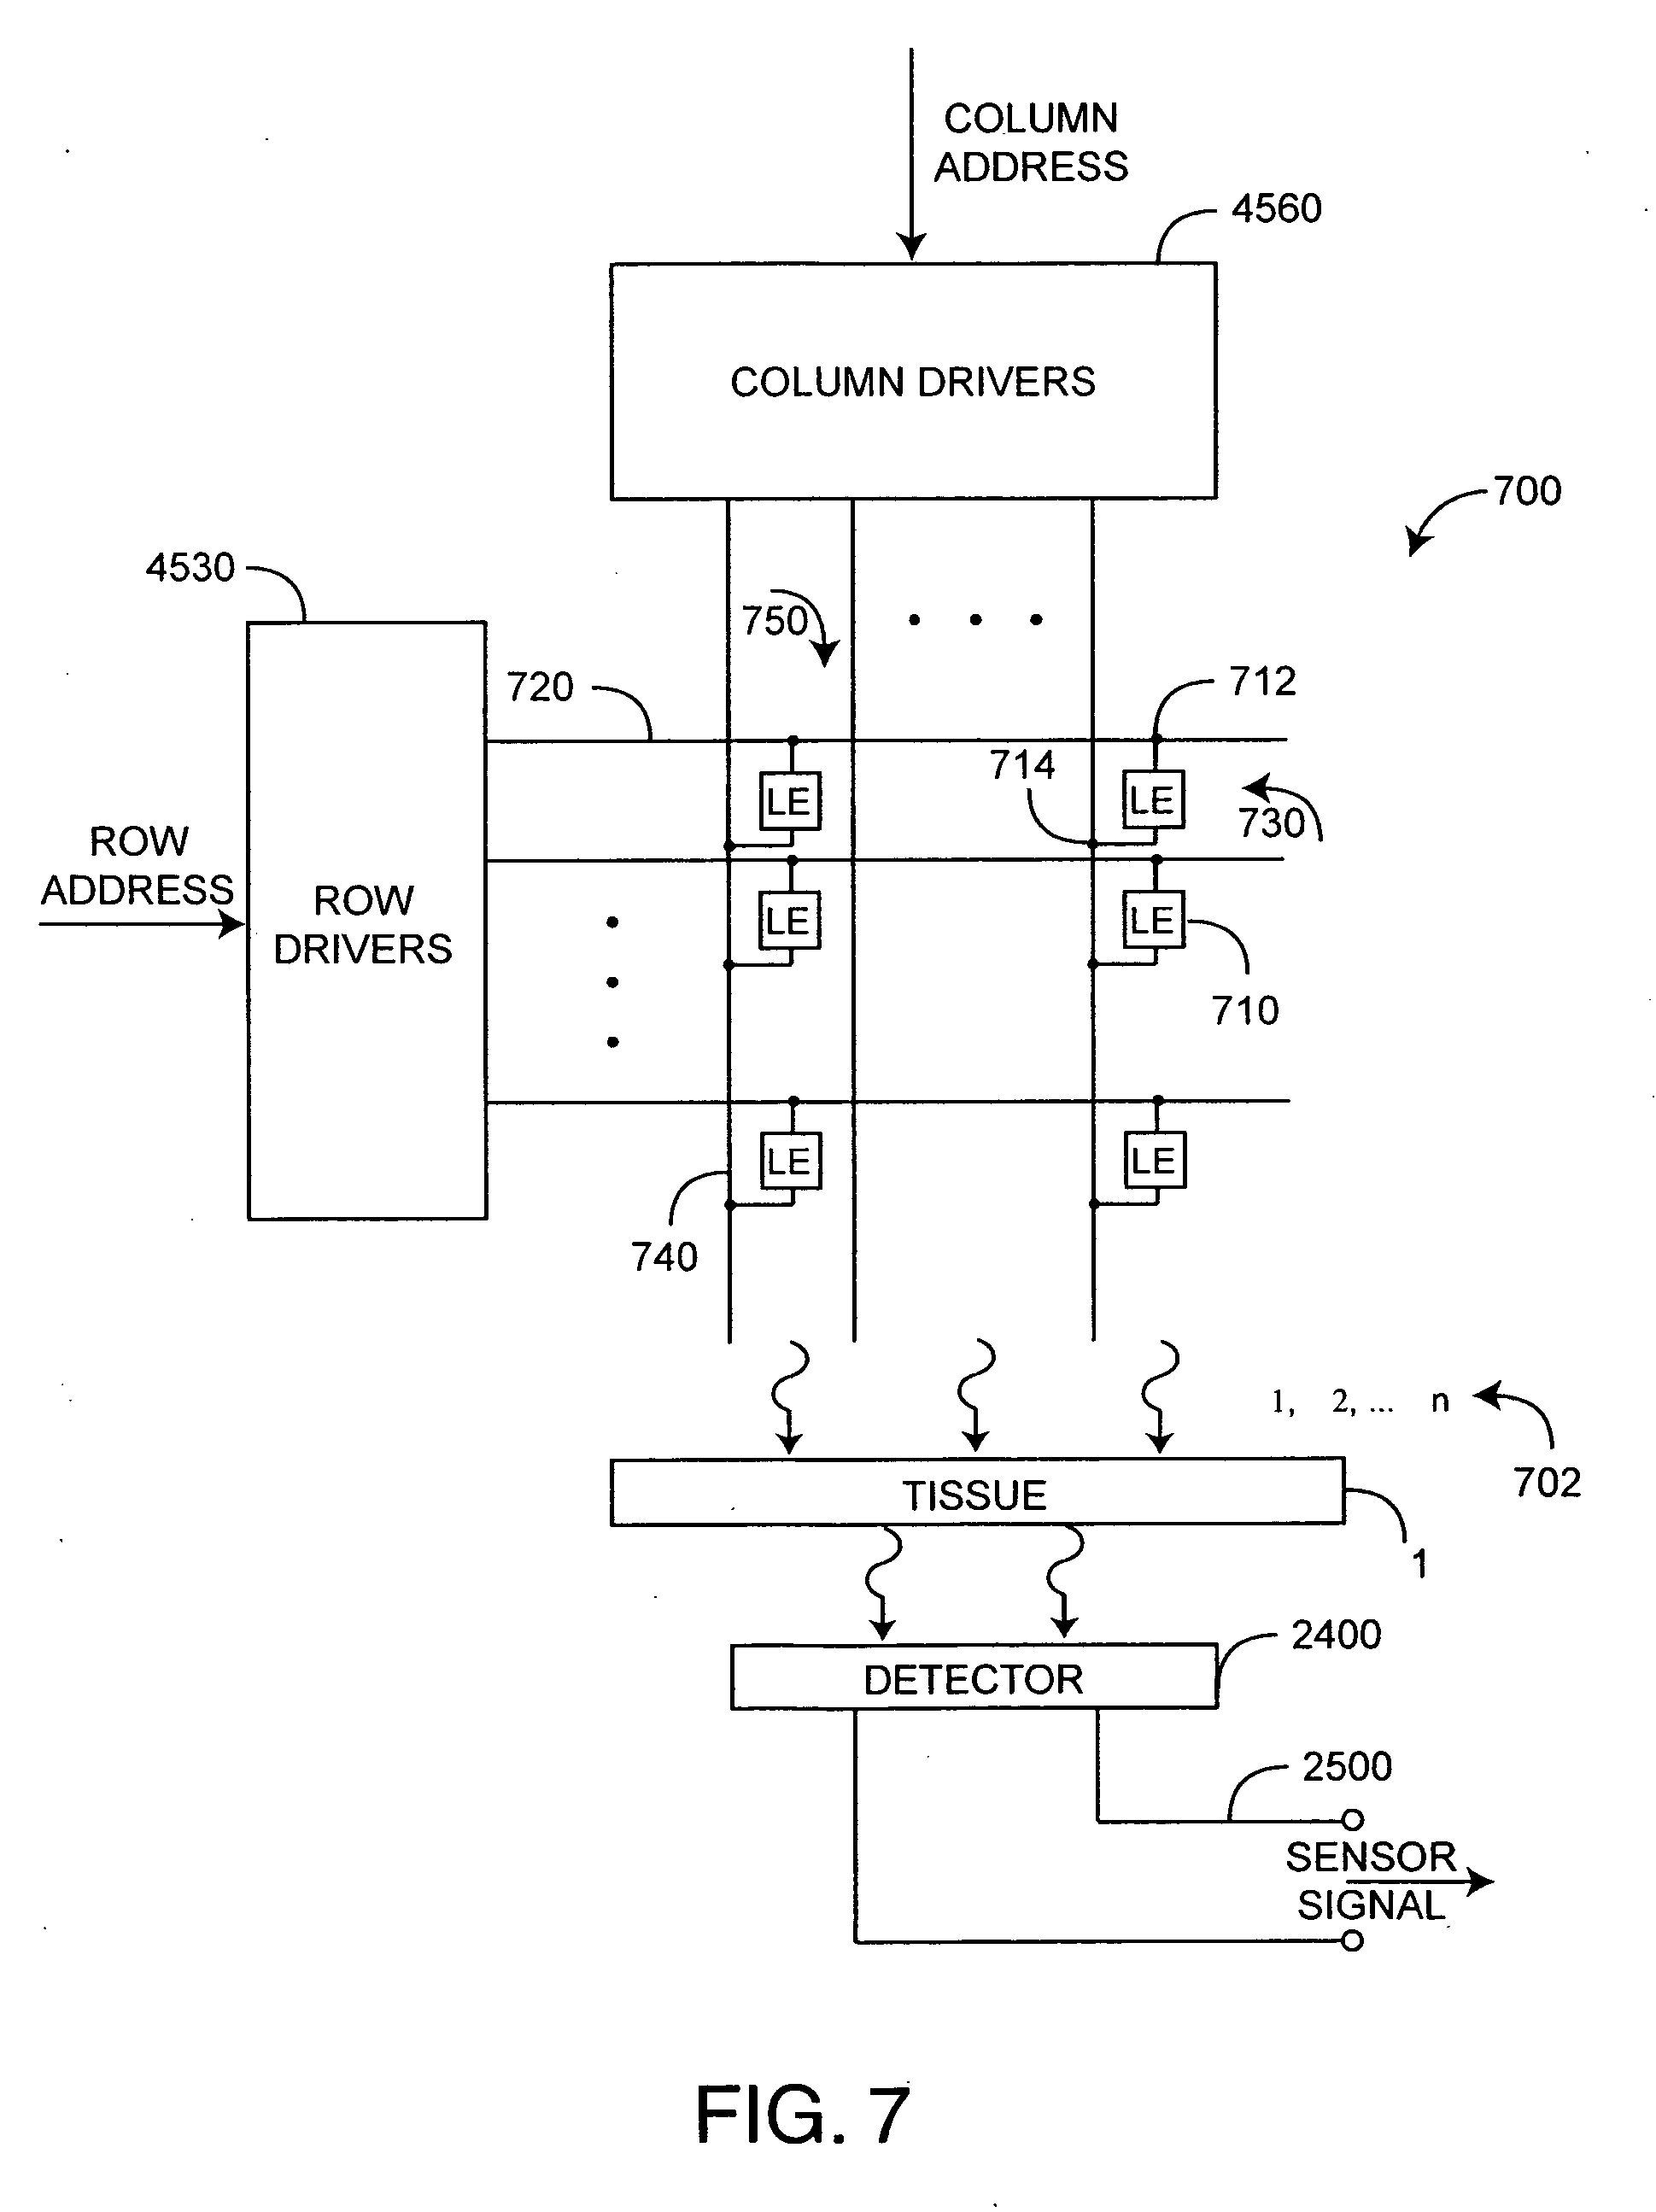 COLUMN
ADDRESS
4560
COLUMN DRIVERS
700
4530
750
720
712
714
LE
LE
730
ROW
ADDRESS
ROW
DRIVERS
LE
LE
710
LE
LE
740
1, 2, ... n
702
TISSUE
1
2400
DETECTOR
2500
SENSOR
SIGNAL
FIG. 7